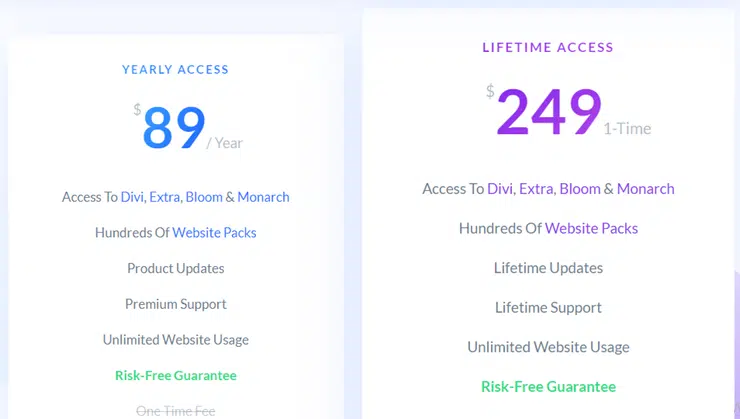 YEARLY ACCESS
$89 / Year
Access To Divi, Extra, Bloom & Monarch
Hundreds Of Website Packs
Product Updates
Premium Support
Unlimited Website Usage
Risk-Free Guarantee
One Time Fee
LIFETIME ACCESS
$249 1-Time
Access To Divi, Extra, Bloom & Monarch
Hundreds Of Website Packs
Lifetime Updates
Lifetime Support
Unlimited Website Usage
Risk-Free Guarantee